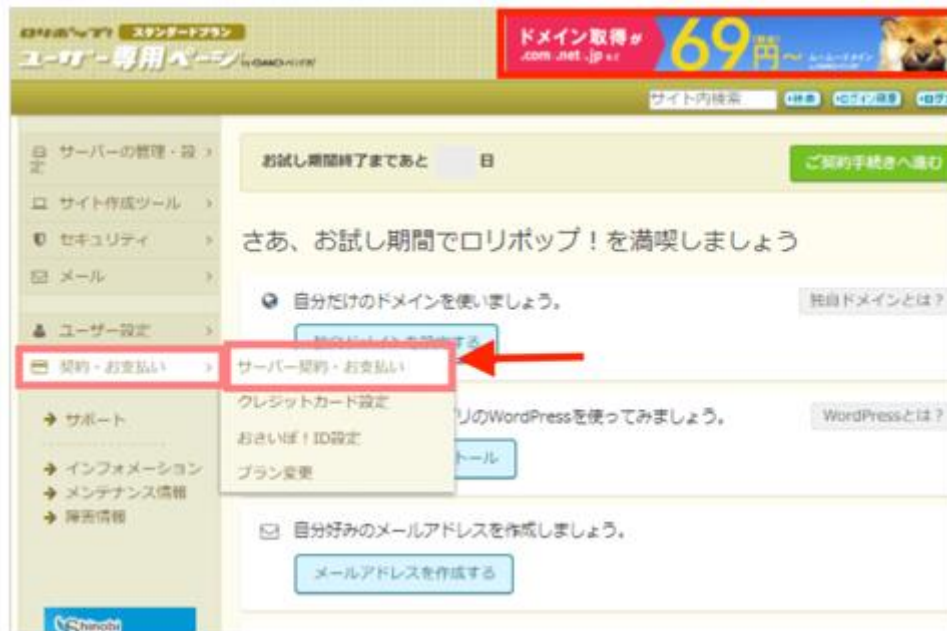 ロリポップ! スタンダードプラン
ユーザー専用ページ
ドメイン取得が
.com .net .jp など
69円~
サイト内検索
お試し期間終了まであと 日
ご契約手続きへ進む
サーバーの管理・設定
サイト作成ツール
セキュリティ
メール
ユーザー設定
契約・お支払い
サポート
インフォメーション
メンテナンス情報
障害情報
サーバー契約・お支払い
クレジットカード設定
おさいぽ!ID設定
プラン変更
さあ、お試し期間でロリポップ!を満喫しましょう
自分だけのドメインを使いましょう。
独自ドメインとは?
リのWordPressを使ってみましょう。
WordPressとは?
トール
自分好みのメールアドレスを作成しましょう。
メールアドレスを作成する
Shinobi